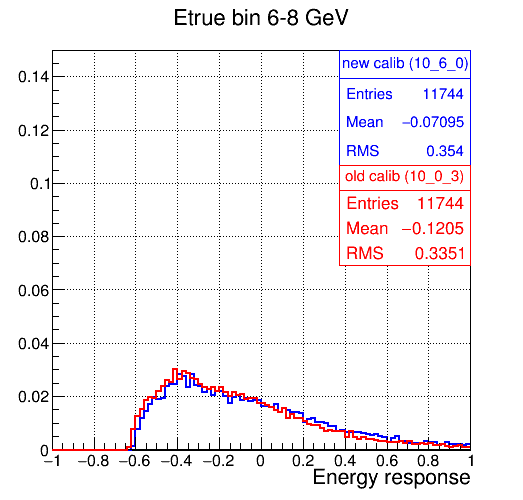 Etrue bin 6-8 GeV
new calib (10_6_0)
Entries 11744
Mean −0.07095
RMS 0.354
old calib (10_0_3)
Entries 11744
Mean −0.1205
RMS 0.3351
0.14
0.12
0.1
0.08
0.06
0.04
0.02
0
−1 −0.8 −0.6 −0.4 −0.2 0 0.2 0.4 0.6 0.8 1
Energy response